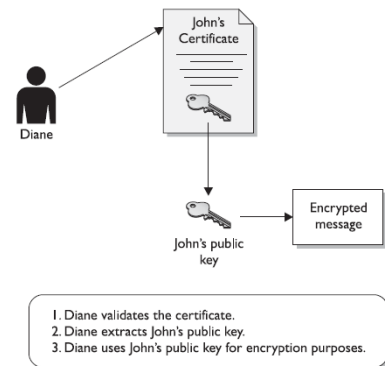 John's
Certificate
Diane
John's public
key
Encrypted
message
1. Diane validates the certificate.
2. Diane extracts John's public key.
3. Diane uses John's public key for encryption purposes.